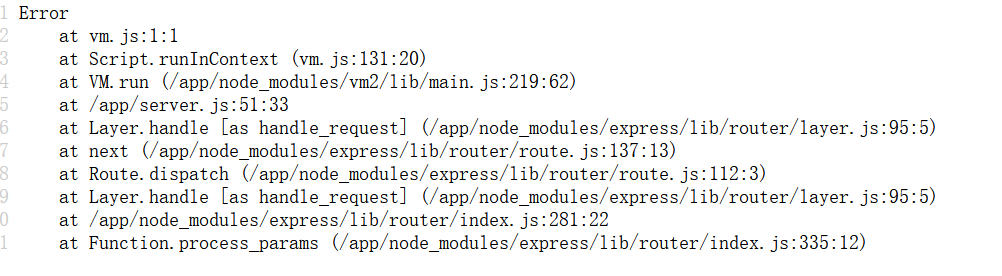 1 Error
2     at vm.js:1:1
3     at Script.runInContext (vm.js:131:20)
4     at VM.run (/app/node_modules/vm2/lib/main.js:219:62)
5     at /app/server.js:51:33
6     at Layer.handle [as handle_request] (/app/node_modules/express/lib/router/layer.js:95:5)
7     at next (/app/node_modules/express/lib/router/route.js:137:13)
8     at Route.dispatch (/app/node_modules/express/lib/router/route.js:112:3)
9     at Layer.handle [as handle_request] (/app/node_modules/express/lib/router/layer.js:95:5)
0     at /app/node_modules/express/lib/router/index.js:281:22
1     at Function.process_params (/app/node_modules/express/lib/router/index.js:335:12)